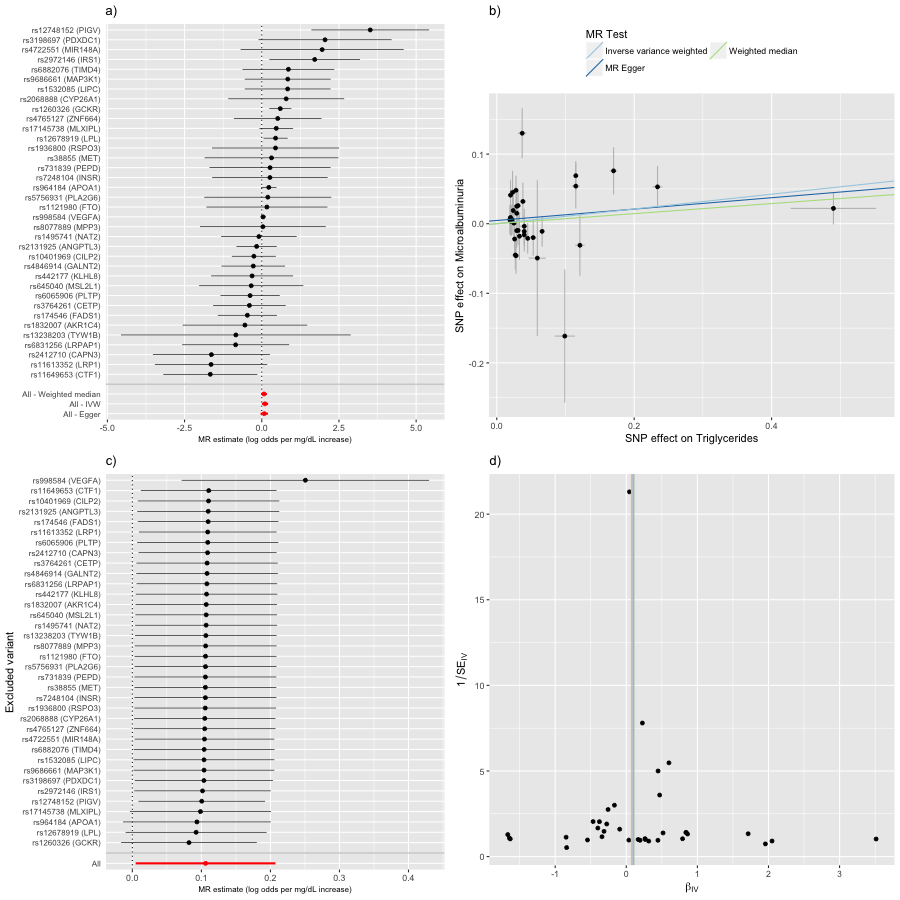 a)
rs12748152 (PIGV)
rs3198697 (PDXDC1)
rs4722551 (MIR148A)
rs2972146 (IRS1)
rs6882076 (TIMD4)
rs9686661 (MAP3K1)
rs1532085 (LIPC)
rs2068888 (CYP26A1)
rs1260326 (GCKR)
rs4765127 (ZNF664)
rs17145738 (MLXIPL)
rs12678919 (LPL)
rs1936800 (RSPO3)
rs38855 (MET)
rs731839 (PEPD)
rs7248104 (INSR)
rs964184 (APOA1)
rs5756931 (PLA2G6)
rs1121980 (FTO)
rs998584 (VEGFA)
rs8077889 (MPP3)
rs1495741 (NAT2)
rs2131925 (ANGPTL3)
rs10401969 (CILP2)
rs4846914 (GALNT2)
rs442177 (KLHL8)
rs645040 (MSL2L1)
rs6065906 (PLTP)
rs3764261 (CETP)
rs174546 (FADS1)
rs1832007 (AKR1C4)
rs13238203 (TYW1B)
rs6831256 (LRPAP1)
rs2412710 (CAPN3)
rs11613352 (LRP1)
rs11649653 (CTF1)
All - Weighted median
All - IVW
All - Egger
-5.0 -2.5 0.0 2.5 5.0
MR estimate (log odds per mg/dL increase)
b)
MR Test
Inverse variance weighted Weighted median
MR Egger
SNP effect on Microalbuminuria
0.1
0.0
-0.1
-0.2
0.0 0.2 0.4
SNP effect on Triglycerides
c)
Excluded variant
rs998584 (VEGFA)
rs11649653 (CTF1)
rs10401969 (CILP2)
rs2131925 (ANGPTL3)
rs174546 (FADS1)
rs11613352 (LRP1)
rs6065906 (PLTP)
rs2412710 (CAPN3)
rs3764261 (CETP)
rs4846914 (GALNT2)
rs6831256 (LRPAP1)
rs442177 (KLHL8)
rs1832007 (AKR1C4)
rs645040 (MSL2L1)
rs1495741 (NAT2)
rs13238203 (TYW1B)
rs8077889 (MPP3)
rs1121980 (FTO)
rs5756931 (PLA2G6)
rs731839 (PEPD)
rs38855 (MET)
rs7248104 (INSR)
rs1936800 (RSPO3)
rs2068888 (CYP26A1)
rs4765127 (ZNF664)
rs4722551 (MIR148A)
rs6882076 (TIMD4)
rs1532085 (LIPC)
rs9686661 (MAP3K1)
rs3198697 (PDXDC1)
rs2972146 (IRS1)
rs12748152 (PIGV)
rs17145738 (MLXIPL)
rs964184 (APOA1)
rs12678919 (LPL)
rs1260326 (GCKR)
All
0.0 0.1 0.2 0.3 0.4
MR estimate (log odds per mg/dL increase)
d)
1/SE_IV
20
15
10
5
0
-1 0 1 2 3
β_IV